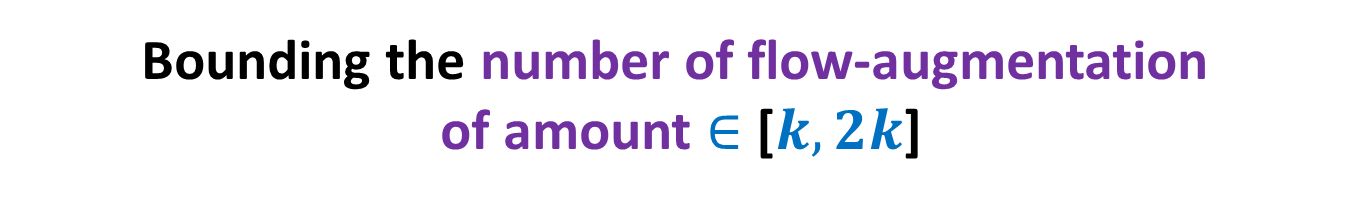 Bounding the number of flow-augmentation
of amount ∈ [k, 2k]